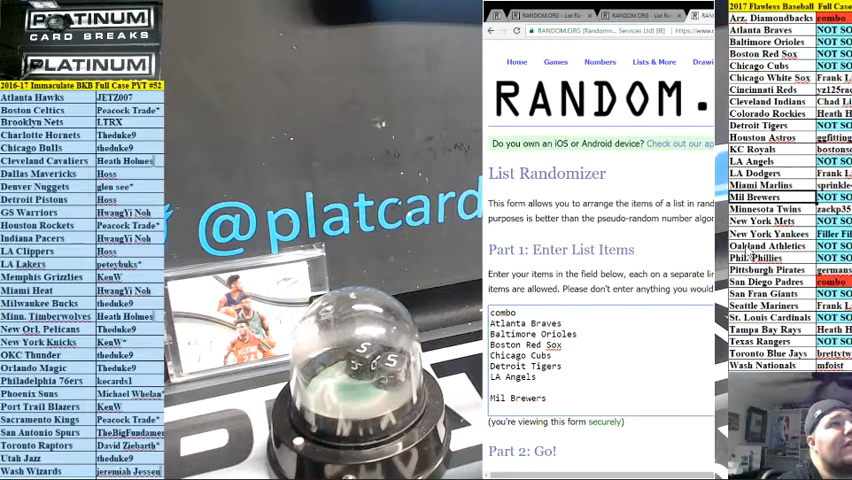 PLATINUM
CARD BREAKS
PLATINUM
2016-17 Immaculate BKB Full Case PYT #52
Atlanta Hawks JETZ007
Boston Celtics Peacock Trade*
Brooklyn Nets LTRX
Charlotte Hornets Theduke9
Chicago Bulls theduke9
Cleveland Cavaliers Heath Holmes
Dallas Mavericks Hoss
Denver Nuggets glen see*
Detroit Pistons Hoss
GS Warriors HwangYi Noh
Houston Rockets Peacock Trade*
Indiana Pacers HwangYi Noh
LA Clippers Hoss
LA Lakers peteybuks*
Memphis Grizzlies KenW
Miami Heat HwangYi Noh
Milwaukee Bucks theduke9
Minn. Timberwolves Heath Holmes
New Orl. Pelicans Theduke9
New York Knicks KenW*
OKC Thunder Theduke9
Orlando Magic Theduke9
Philadelphia 76ers kecards1
Phoenix Suns Michael Whelan*
Port Trail Blazers KenW
Sacramento Kings Peacock Trade*
San Antonio Spurs TheBigFundamen
Toronto Raptors David Ziebarth*
Utah Jazz theduke9
Wash Wizards jeremiah Jessen
@platcard
S
S
RANDOM.ORG - List Ra
RANDOM.ORG - List Ra
RANDOM.ORG (Randomn... Services Ltd) [IE]
https://www.
Home Games Numbers Lists & More Drawi
RANDOM.
Do you own an iOS or Android device? Check out our ap
List Randomizer
This form allows you to arrange the items of a list in rand
purposes is better than the pseudo-random number algor
Part 1: Enter List Items
Enter your items in the field below, each on a separate li
items are allowed. Please don't enter anything you would
combo
Atlanta Braves
Baltimore Orioles
Boston Red Sox
Chicago Cubs
Detroit Tigers
LA Angels
Mil Brewers
(you're viewing this form securely)
Part 2: Go!
2017 Flawless Baseball Full Case
Arz. Diamondbacks combo
Atlanta Braves NOT SO
Baltimore Orioles NOT SO
Boston Red Sox NOT SO
Chicago Cubs NOT SO
Chicago White Sox Frank L
Cincinnati Reds yz125rac
Cleveland Indians Chad Li
Colorado Rockies Heath H
Detroit Tigers NOT SO
Houston Astros ggfitting
KC Royals bostonso
LA Angels NOT SO
LA Dodgers Frank L
Miami Marlins sprinkle
Mil Brewers NOT SO
Minnesota Twins zackp35
New York Mets NOT SO
New York Yankees Filler Fil
Oakland Athletics NOT SO
Phil. Phillies NOT SO
Pittsburgh Pirates germans
San Diego Padres combo
San Fran Giants NOT SO
Seattle Mariners Frank L
St. Louis Cardinals NOT SO
Tampa Bay Rays Heath H
Texas Rangers NOT SO
Toronto Blue Jays brettytw
Wash Nationals mfoist